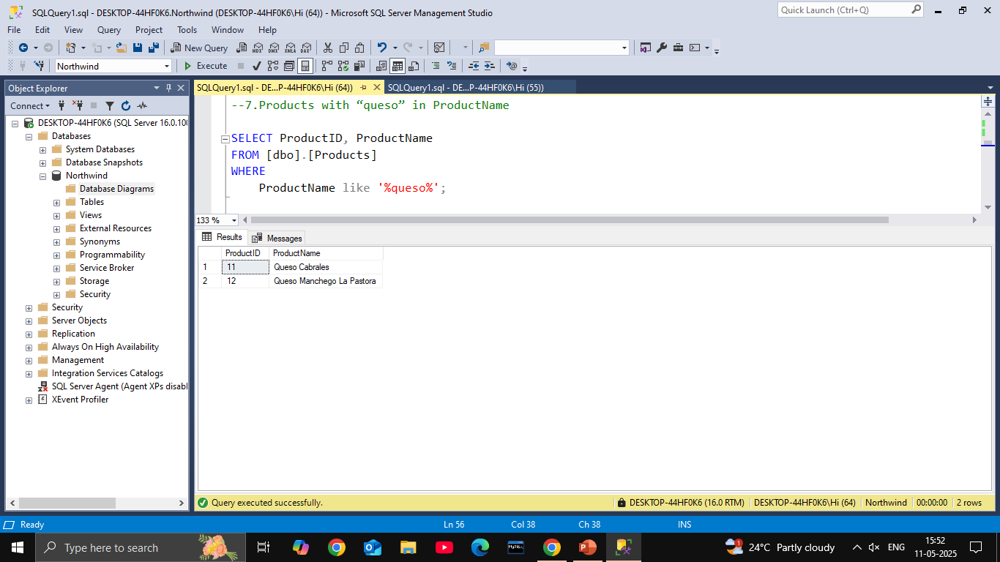 SQLQuery1.sql - DESKTOP-44HF0K6.Northwind (DESKTOP-44HF0K6\Hi (64)) - Microsoft SQL Server Management Studio
Quick Launch (Ctrl+Q)
File Edit View Query Project Tools Window Help
New Query MDX DMX XMLA DAX
Northwind Execute
Object Explorer
Connect
DESKTOP-44HF0K6 (SQL Server 16.0.100
Databases
System Databases
Database Snapshots
Northwind
Database Diagrams
Tables
Views
External Resources
Synonyms
Programmability
Service Broker
Storage
Security
Security
Server Objects
Replication
Always On High Availability
Management
Integration Services Catalogs
SQL Server Agent (Agent XPs disabl
XEvent Profiler
SQLQuery1.sql - DE...P-44HF0K6\Hi (64)) SQLQuery1.sql - DE...P-44HF0K6\Hi (55))
--7.Products with “queso” in ProductName
SELECT ProductID, ProductName
FROM [dbo].[Products]
WHERE
ProductName like '%queso%';
133 %
Results Messages
ProductID ProductName
1 11 Queso Cabrales
2 12 Queso Manchego La Pastora
Query executed successfully. DESKTOP-44HF0K6 (16.0 RTM) DESKTOP-44HF0K6\Hi (64) Northwind 00:00:00 2 rows
Ready Ln 56 Col 38 Ch 38 INS
Type here to search MySQL 1 24°C Partly cloudy ENG 15:52
11-05-2025